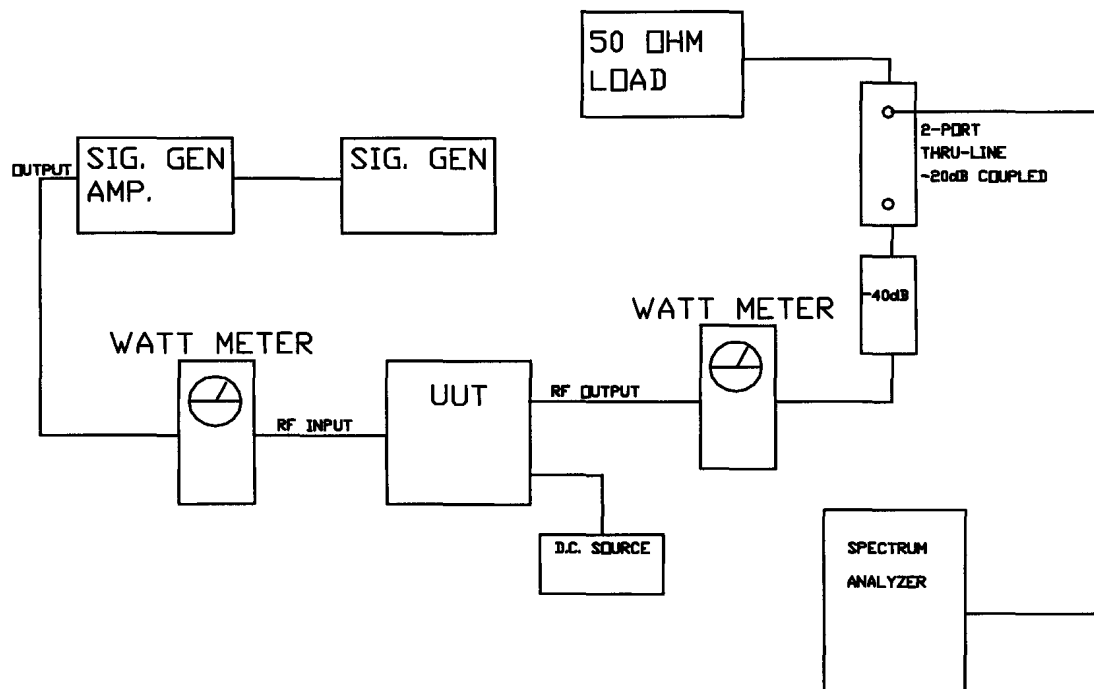 50 OHM
LOAD
2-PORT
THRU-LINE
-20dB COUPLED
OUTPUT
SIG. GEN
AMP.
SIG. GEN
-40dB
WATT METER
WATT METER
UUT
RF OUTPUT
RF INPUT
D.C. SOURCE
SPECTRUM
ANALYZER